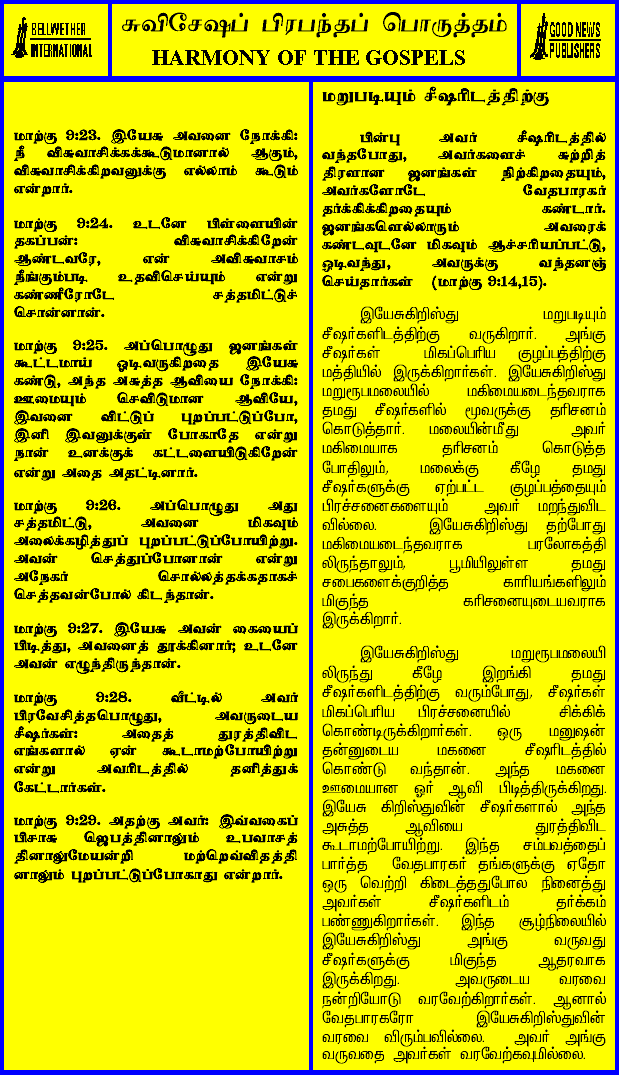 BELLWETHER
INTERNATIONAL
சுவிசேஷப் பிரபந்தப் பொருத்தம்
HARMONY OF THE GOSPELS
GOOD NEWS
PUBLISHERS
மாற்கு 9:23. இயேசு அவனை நோக்கி:
நீ விசுவாசிக்கக்கூடுமானால் ஆகும்,
விசுவாசிக்கிறவனுக்கு எல்லாம் கூடும்
என்றார்.
மாற்கு 9:24. உடனே பிள்ளையின்
தகப்பன்: விசுவாசிக்கிறேன்
ஆண்டவரே, என் அவிசுவாசம்
நீங்கும்படி உதவிசெய்யும் என்று
கண்ணீரோடே சத்தமிட்டுச்
சொன்னான்.
மாற்கு 9:25. அப்பொழுது ஜனங்கள்
கூட்டமாய் ஓடிவருகிறதை இயேசு
கண்டு, அந்த அசுத்த ஆவியை நோக்கி:
ஊமையும் செவிடுமான ஆவியே,
இவனை விட்டுப் புறப்பட்டுப்போ,
இனி இவனுக்குள் போகாதே என்று
நான் உனக்குக் கட்டளையிடுகிறேன்
என்று அதை அதட்டினார்.
மாற்கு 9:26. அப்பொழுது அது
சத்தமிட்டு, அவனை மிகவும்
அலைக்கழித்துப் புறப்பட்டுப்போயிற்று.
அவன் செத்துப்போனான் என்று
அநேகர் சொல்லத்தக்கதாகச்
செத்தவன்போல் கிடந்தான்.
மாற்கு 9:27. இயேசு அவன் கையைப்
பிடித்து, அவனைத் தூக்கினார்; உடனே
அவன் எழுந்திருந்தான்.
மாற்கு 9:28. வீட்டில் அவர்
பிரவேசித்தபொழுது, அவருடைய
சீஷர்கள்: அதைத் துரத்திவிட
எங்களால் ஏன் கூடாமற்போயிற்று
என்று அவரிடத்தில் தனித்துக்
கேட்டார்கள்.
மாற்கு 9:29. அதற்கு அவர்: இவ்வகைப்
பிசாசு ஜெபத்தினாலும் உபவாசத்
தினாலுமேயன்றி மற்றெவ்விதத்தி
னாலும் புறப்பட்டுப்போகாது என்றார்.
மறுபடியும் சீஷரிடத்திற்கு
பின்பு அவர் சீஷரிடத்தில்
வந்தபோது, அவர்களைச் சுற்றித்
திரளான ஜனங்கள் நிற்கிறதையும்,
அவர்களோடே வேதபாரகர்
தர்க்கிக்கிறதையும் கண்டார்.
ஜனங்களெல்லாரும் அவரைக்
கண்டவுடனே மிகவும் ஆச்சரியப்பட்டு,
ஓடிவந்து, அவருக்கு வந்தனஞ்
செய்தார்கள் (மாற்கு 9:14,15).
இயேசுகிறிஸ்து மறுபடியும்
சீஷர்களிடத்திற்கு வருகிறார். அங்கு
சீஷர்கள் மிகப்பெரிய குழப்பத்திற்கு
மத்தியில் இருக்கிறார்கள். இயேசுகிறிஸ்து
மறுரூபமலையில் மகிமையடைந்தவராக
தமது சீஷர்களில் மூவருக்கு தரிசனம்
கொடுத்தார். மலையின்மீது அவர்
மகிமையாக தரிசனம் கொடுத்த
போதிலும், மலைக்கு கீழே தமது
சீஷர்களுக்கு ஏற்பட்ட குழப்பத்தையும்
பிரச்சனைகளையும் அவர் மறந்துவிட
வில்லை. இயேசுகிறிஸ்து தற்போது
மகிமையடைந்தவராக பரலோகத்தி
லிருந்தாலும், பூமியிலுள்ள தமது
சபைகளைக்குறித்த காரியங்களிலும்
மிகுந்த கரிசனையுடையவராக
இருக்கிறார்.
இயேசுகிறிஸ்து மறுரூபமலையி
லிருந்து கீழே இறங்கி தமது
சீஷர்களிடத்திற்கு வரும்போது, சீஷர்கள்
மிகப்பெரிய பிரச்சனையில் சிக்கிக்
கொண்டிருக்கிறார்கள். ஒரு மனுஷன்
தன்னுடைய மகனை சீஷரிடத்தில்
கொண்டு வந்தான். அந்த மகனை
ஊமையான ஓர் ஆவி பிடித்திருக்கிறது.
இயேசு கிறிஸ்துவின் சீஷர்களால் அந்த
அசுத்த ஆவியை துரத்திவிட
கூடாமற்போயிற்று. இந்த சம்பவத்தைப்
பார்த்த வேதபாரகர் தங்களுக்கு ஏதோ
ஒரு வெற்றி கிடைத்ததுபோல நினைத்து
அவர்கள் சீஷர்களிடம் தர்க்கம்
பண்ணுகிறார்கள். இந்த சூழ்நிலையில்
இயேசுகிறிஸ்து அங்கு வருவது
சீஷர்களுக்கு மிகுந்த ஆதரவாக
இருக்கிறது. அவருடைய வரவை
நன்றியோடு வரவேற்கிறார்கள். ஆனால்
வேதபாரகரோ இயேசுகிறிஸ்துவின்
வரவை விரும்பவில்லை. அவர் அங்கு
வருவதை அவர்கள் வரவேற்கவுமில்லை.